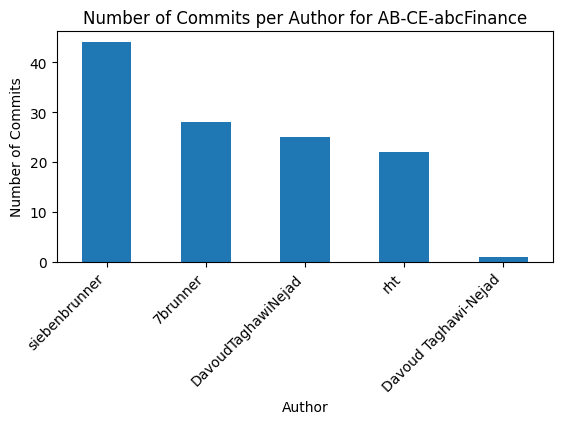 Number of Commits per Author for AB-CE-abcFinance
Number of Commits
40
30
20
10
0
siebenbrunner
7brunner
DavoudTaghawiNejad
rht
Davoud Taghawi-Nejad
Author